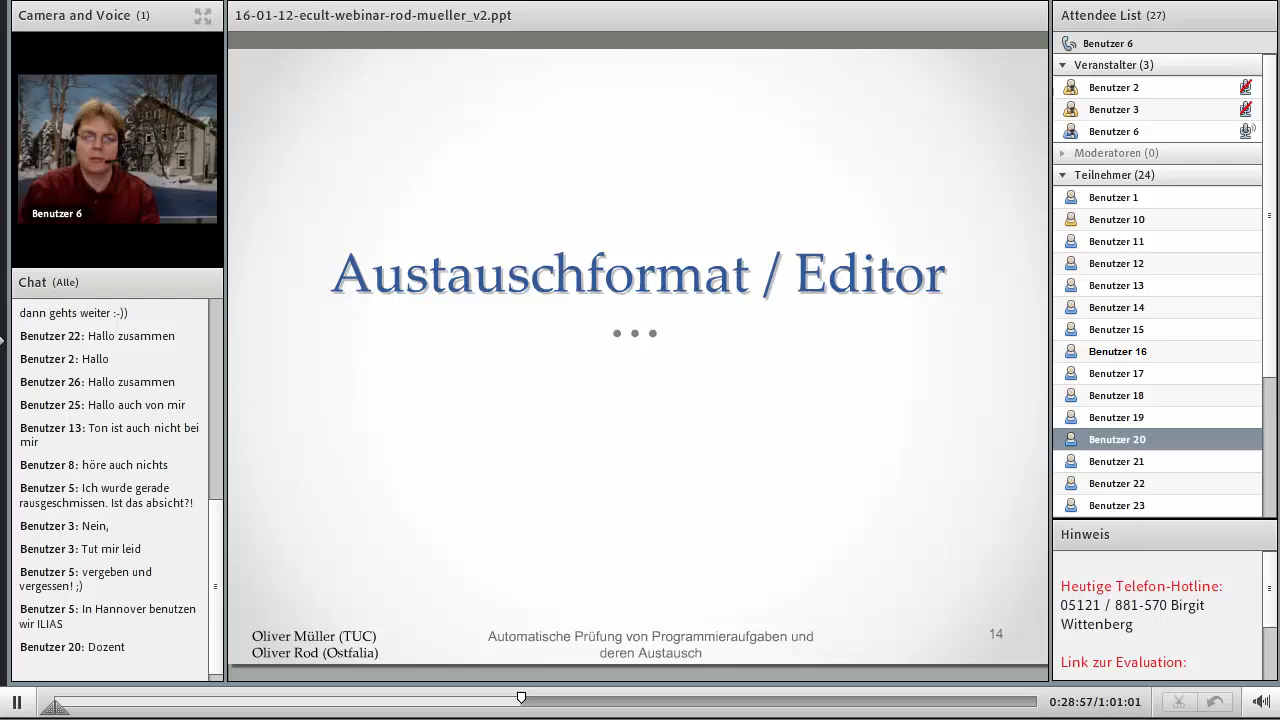 Camera and Voice (1)
Benutzer 6
Chat (Alle)
dann gehts weiter :-))
Benutzer 22: Hallo zusammen
Benutzer 2: Hallo
Benutzer 26: Hallo zusammen
Benutzer 25: Hallo auch von mir
Benutzer 13: Ton ist auch nicht bei
mir
Benutzer 8: höre auch nichts
Benutzer 5: Ich wurde gerade
rausgeschmissen. Ist das absicht?!
Benutzer 3: Nein,
Benutzer 3: Tut mir leid
Benutzer 5: vergeben und
vergessen! ;)
Benutzer 5: In Hannover benutzen
wir ILIAS
Benutzer 20: Dozent
16-01-12-ecult-webinar-rod-mueller_v2.ppt
Austauschformat / Editor
Oliver Müller (TUC)
Oliver Rod (Ostfalia)
Automatische Prüfung von Programmieraufgaben und
deren Austausch
14
Attendee List (27)
Benutzer 6
Veranstalter (3)
Benutzer 2
Benutzer 3
Benutzer 6
Moderatoren (0)
Teilnehmer (24)
Benutzer 1
Benutzer 10
Benutzer 11
Benutzer 12
Benutzer 13
Benutzer 14
Benutzer 15
Benutzer 16
Benutzer 17
Benutzer 18
Benutzer 19
Benutzer 20
Benutzer 21
Benutzer 22
Benutzer 23
Hinweis
Heutige Telefon-Hotline:
05121 / 881-570 Birgit
Wittenberg
Link zur Evaluation:
0:28:57/1:01:01